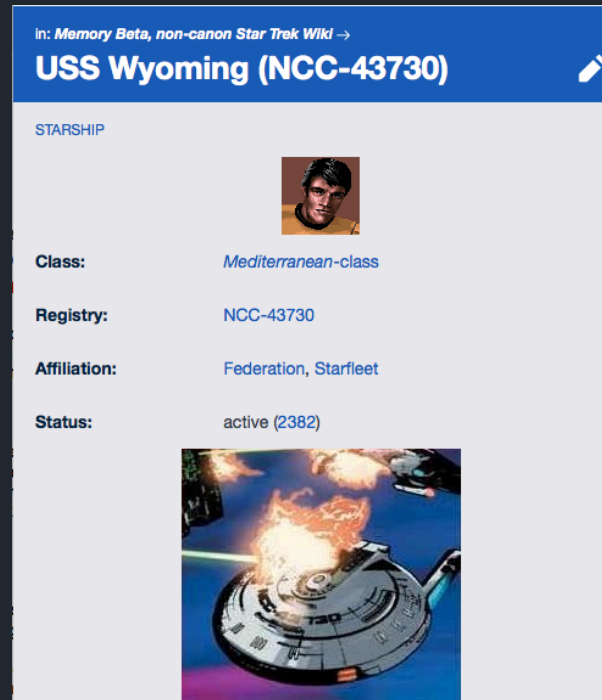 in: Memory Beta, non-canon Star Trek Wiki →
USS Wyoming (NCC-43730)
STARSHIP
Class: Mediterranean-class
Registry: NCC-43730
Affiliation: Federation, Starfleet
Status: active (2382)